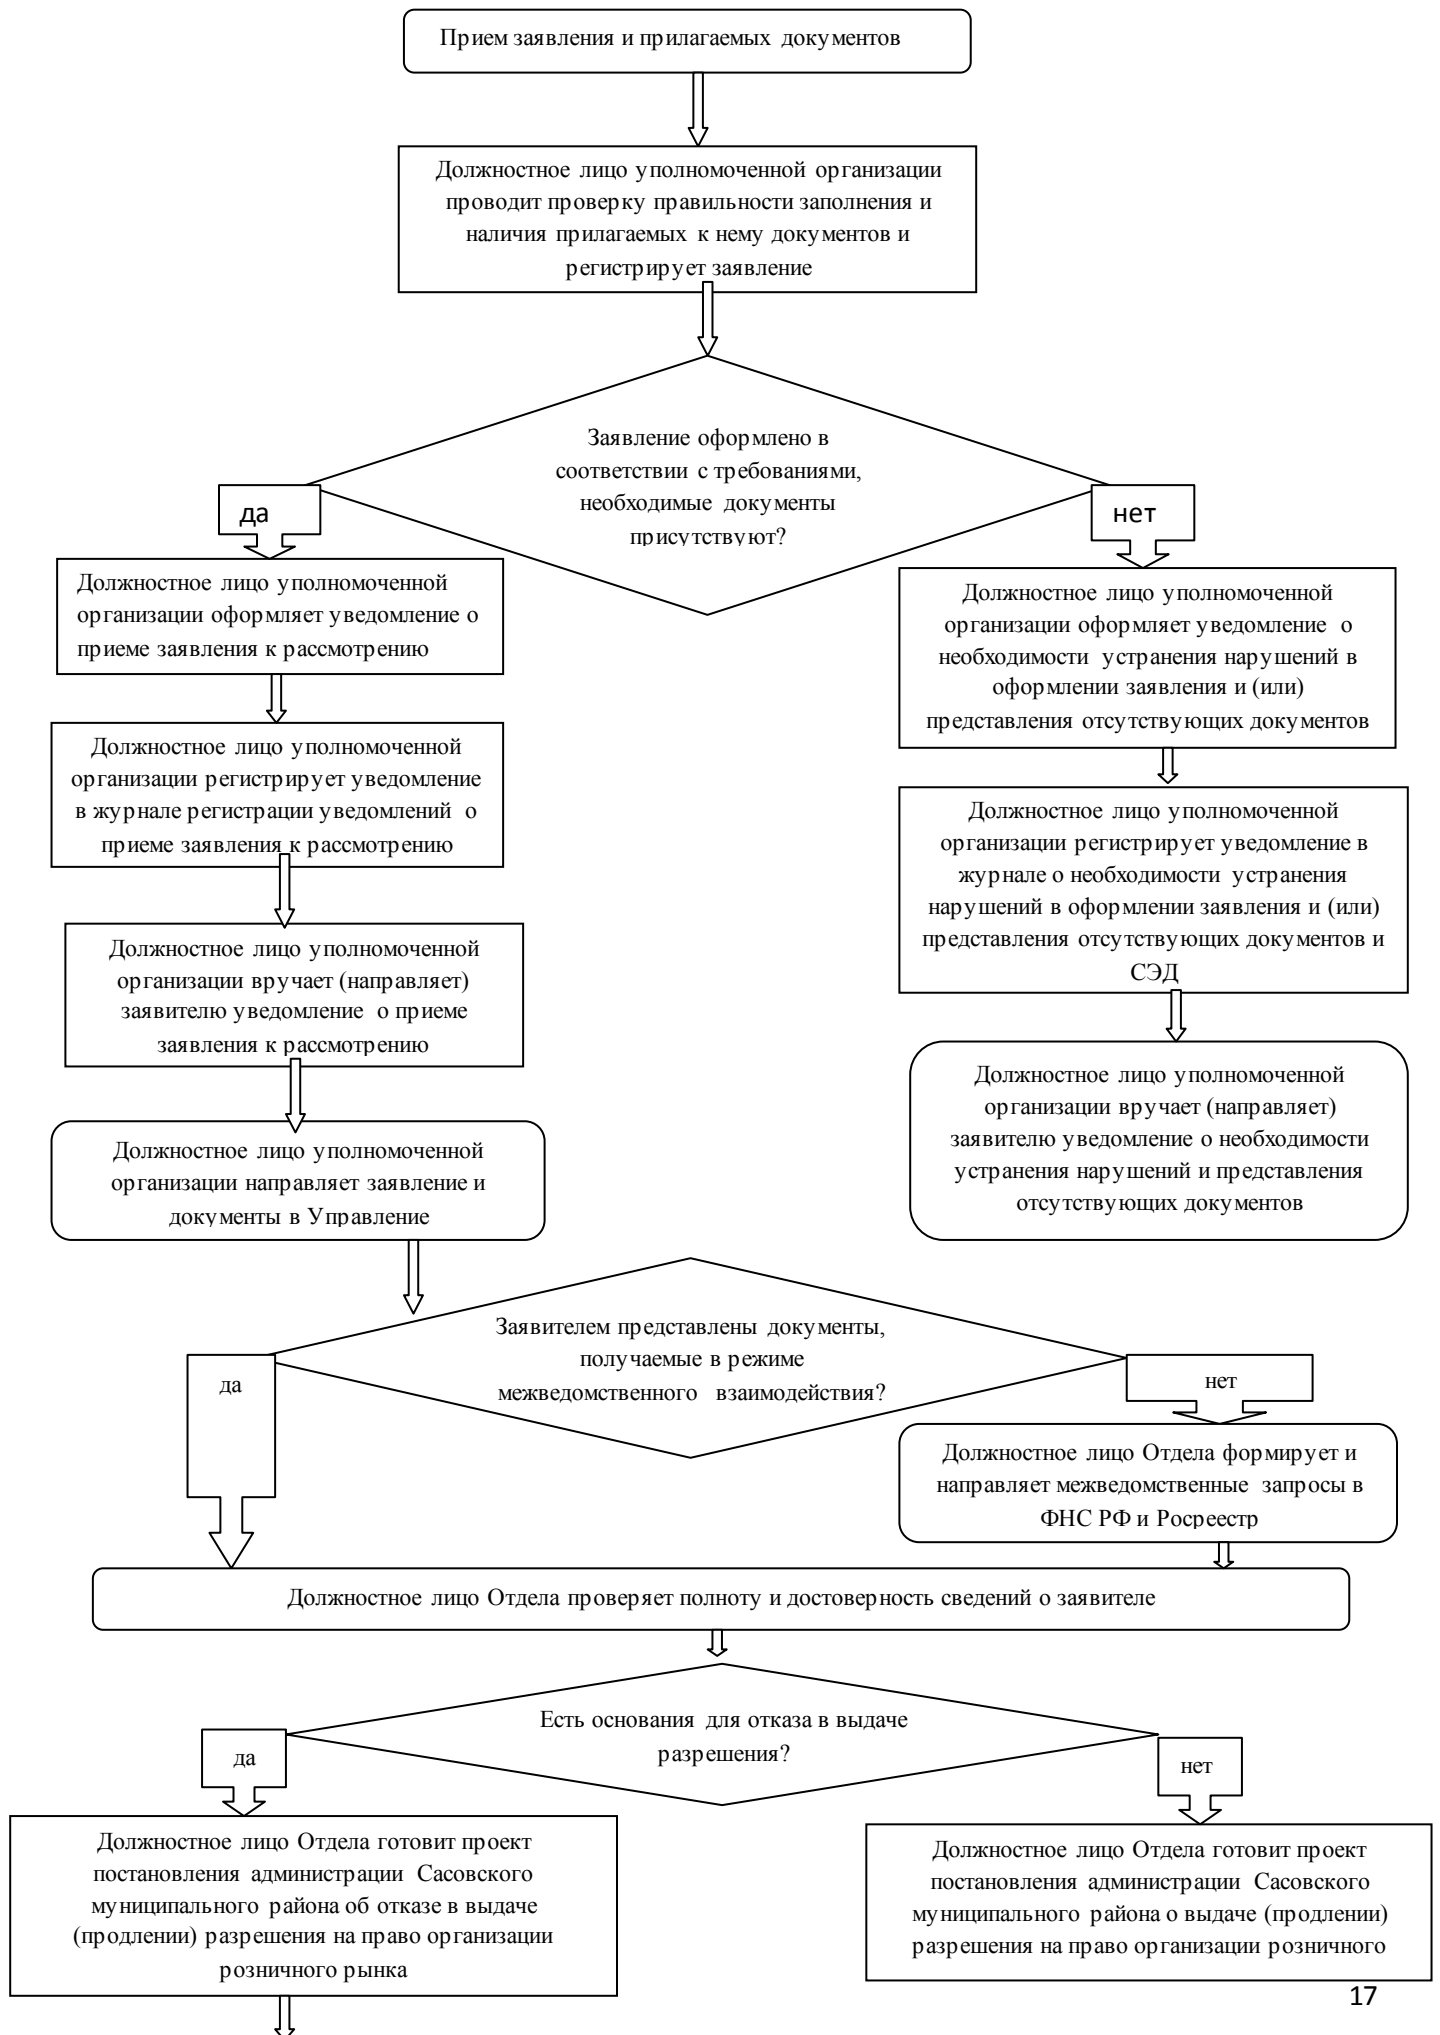 Прием заявления и прилагаемых документов
Должностное лицо уполномоченной организации
проводит проверку правильности заполнения и
наличия прилагаемых к нему документов и
регистрирует заявление
Заявление оформлено в
соответствии с требованиями,
необходимые документы
присутствуют?
да
нет
Должностное лицо уполномоченной
организации оформляет уведомление о
приеме заявления к рассмотрению
Должностное лицо уполномоченной
организации оформляет уведомление о
необходимости устранения нарушений в
оформлении заявления и (или)
представления отсутствующих документов
Должностное лицо уполномоченной
организации регистрирует уведомление
в журнале регистрации уведомлений о
приеме заявления к рассмотрению
Должностное лицо уполномоченной
организации регистрирует уведомление в
журнале о необходимости устранения
нарушений в оформлении заявления и (или)
представления отсутствующих документов и
СЭД
Должностное лицо уполномоченной
организации вручает (направляет)
заявителю уведомление о приеме
заявления к рассмотрению
Должностное лицо уполномоченной
организации вручает (направляет)
заявителю уведомление о необходимости
устранения нарушений и представления
отсутствующих документов
Должностное лицо уполномоченной
организации направляет заявление и
документы в Управление
Заявителем представлены документы,
получаемые в режиме
межведомственного взаимодействия?
да
нет
Должностное лицо Отдела формирует и
направляет межведомственные запросы в
ФНС РФ и Росреестр
Должностное лицо Отдела проверяет полноту и достоверность сведений о заявителе
Есть основания для отказа в выдаче
разрешения?
да
нет
Должностное лицо Отдела готовит проект
постановления администрации Сасовского
муниципального района об отказе в выдаче
(продлении) разрешения на право организации
розничного рынка
Должностное лицо Отдела готовит проект
постановления администрации Сасовского
муниципального района о выдаче (продлении)
разрешения на право организации розничного
17